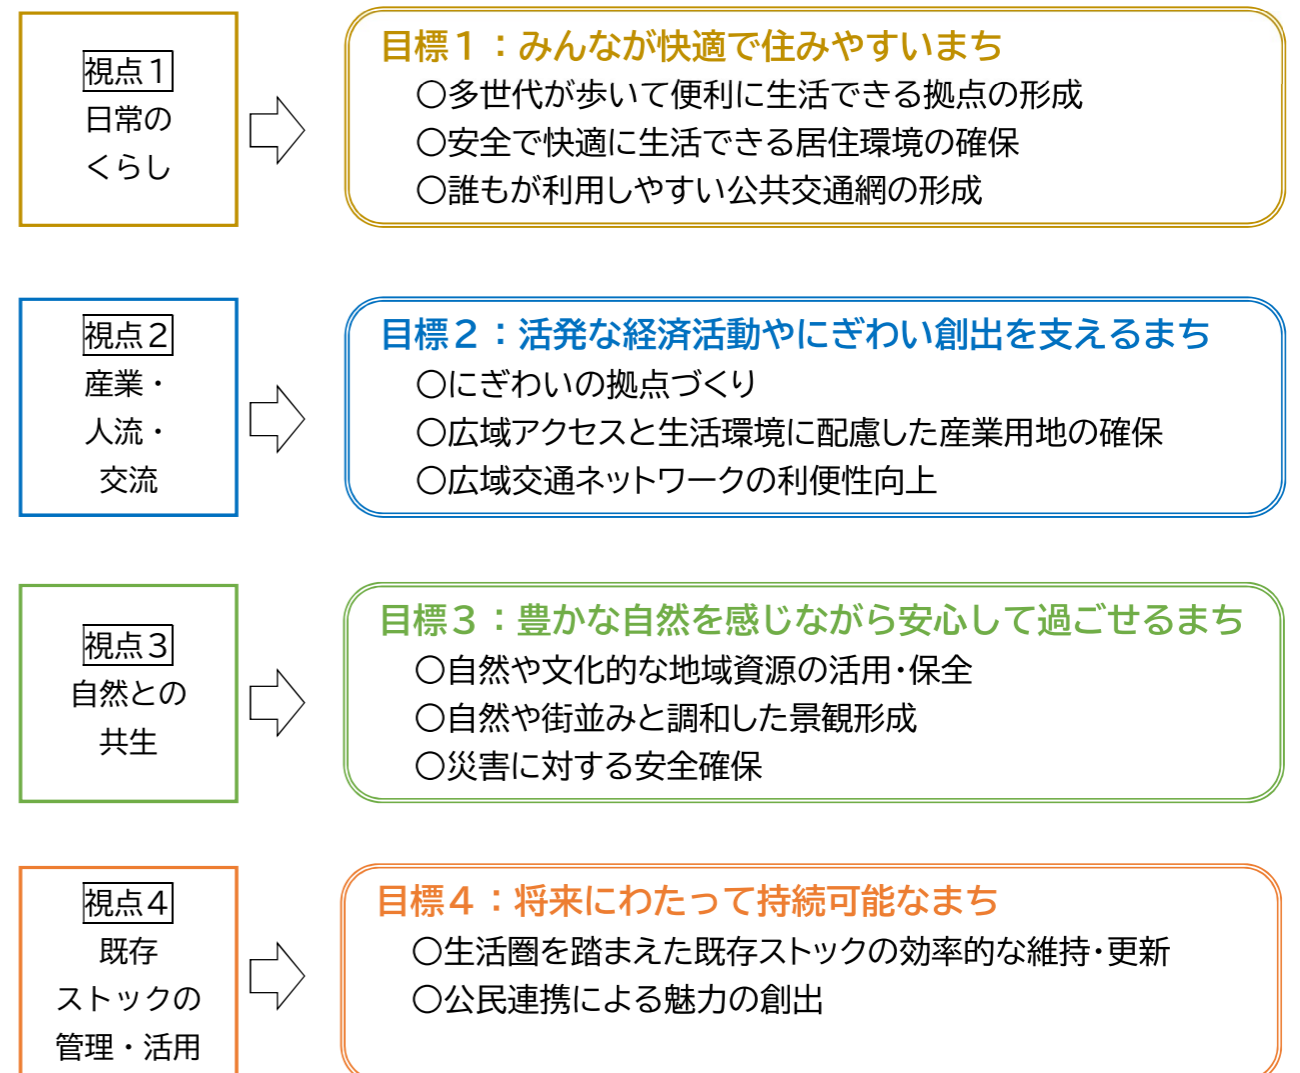 視点1
日常の
くらし
目標1：みんなが快適で住みやすいまち
○多世代が歩いて便利に生活できる拠点の形成
○安全で快適に生活できる居住環境の確保
○誰もが利用しやすい公共交通網の形成
視点2
産業・
人流・
交流
目標2：活発な経済活動やにぎわい創出を支えるまち
○にぎわいの拠点づくり
○広域アクセスと生活環境に配慮した産業用地の確保
○広域交通ネットワークの利便性向上
視点3
自然との
共生
目標3：豊かな自然を感じながら安心して過ごせるまち
○自然や文化的な地域資源の活用・保全
○自然や街並みと調和した景観形成
○災害に対する安全確保
視点4
既存
ストックの
管理・活用
目標4：将来にわたって持続可能なまち
○生活圏を踏まえた既存ストックの効率的な維持・更新
○公民連携による魅力の創出